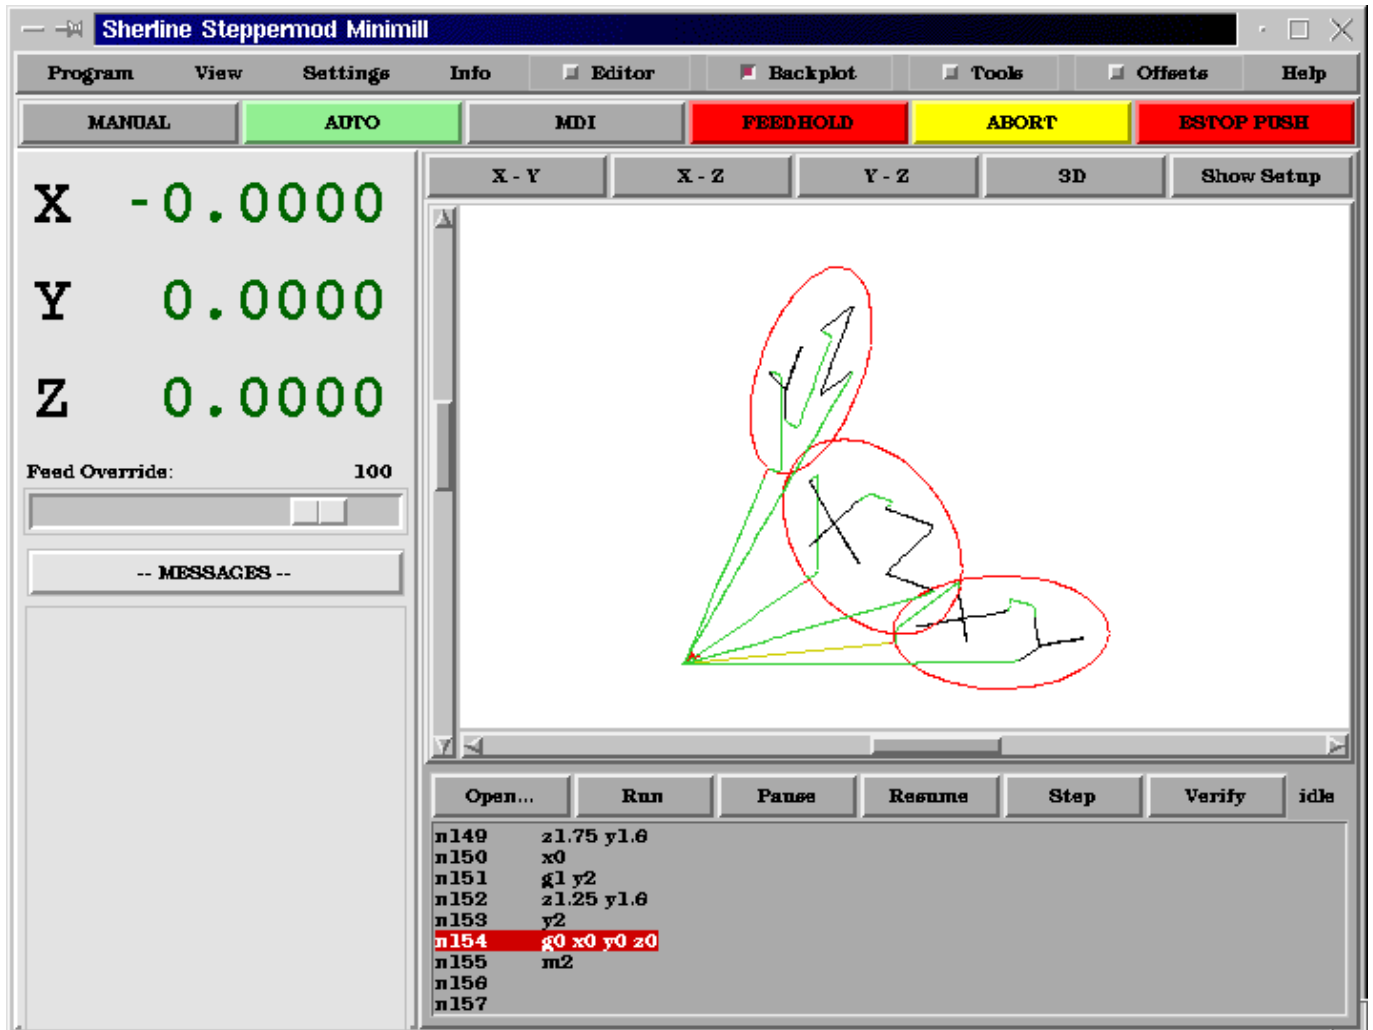 Sherline Steppermod Minimill
Program View Settings Info Editor Backplot Tools Offsets Help
MANUAL AUTO MDI FEEDHOLD ABORT ESTOP PUSH
X - Y X - Z Y - Z 3D Show Setup
X -0.0000
Y 0.0000
Z 0.0000
Feed Override: 100
-- MESSAGES --
Y Z
X Z
X Y
Open... Run Pause Resume Step Verify idle
n149 z1.75 y1.6
n150 x0
n151 g1 y2
n152 z1.25 y1.6
n153 y2
n154 g0 x0 y0 z0
n155 m2
n156
n157